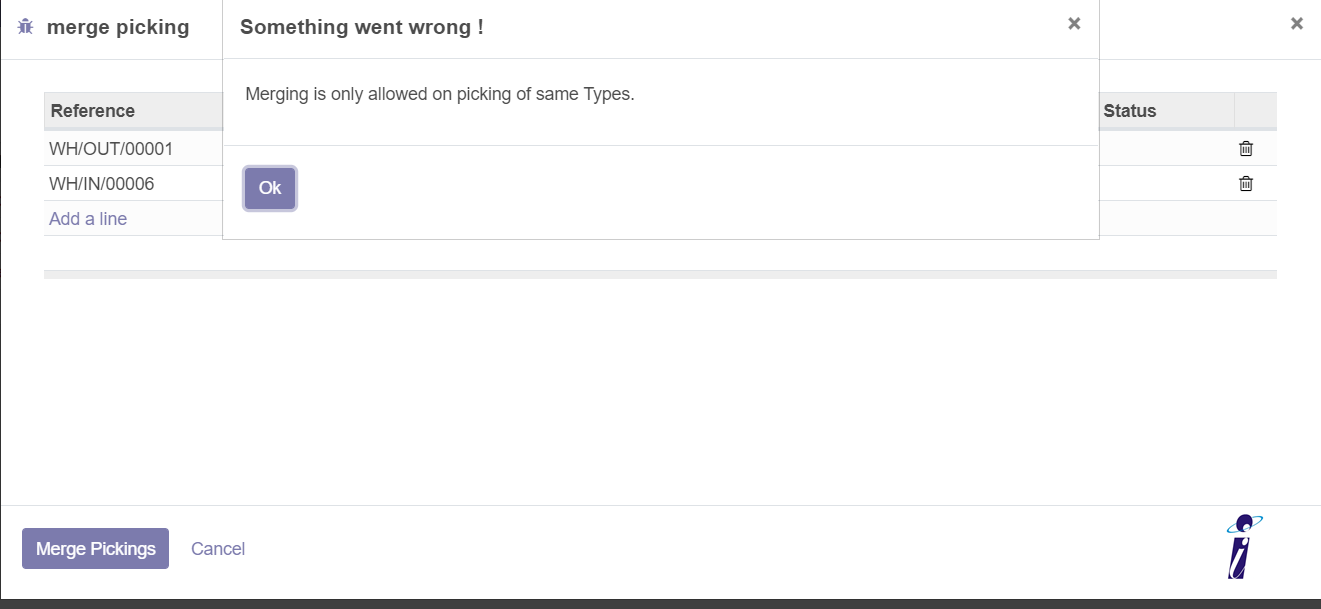 merge picking
Something went wrong !
Merging is only allowed on picking of same Types.
Ok
Reference
Status
WH/OUT/00001
WH/IN/00006
Add a line
Merge Pickings
Cancel